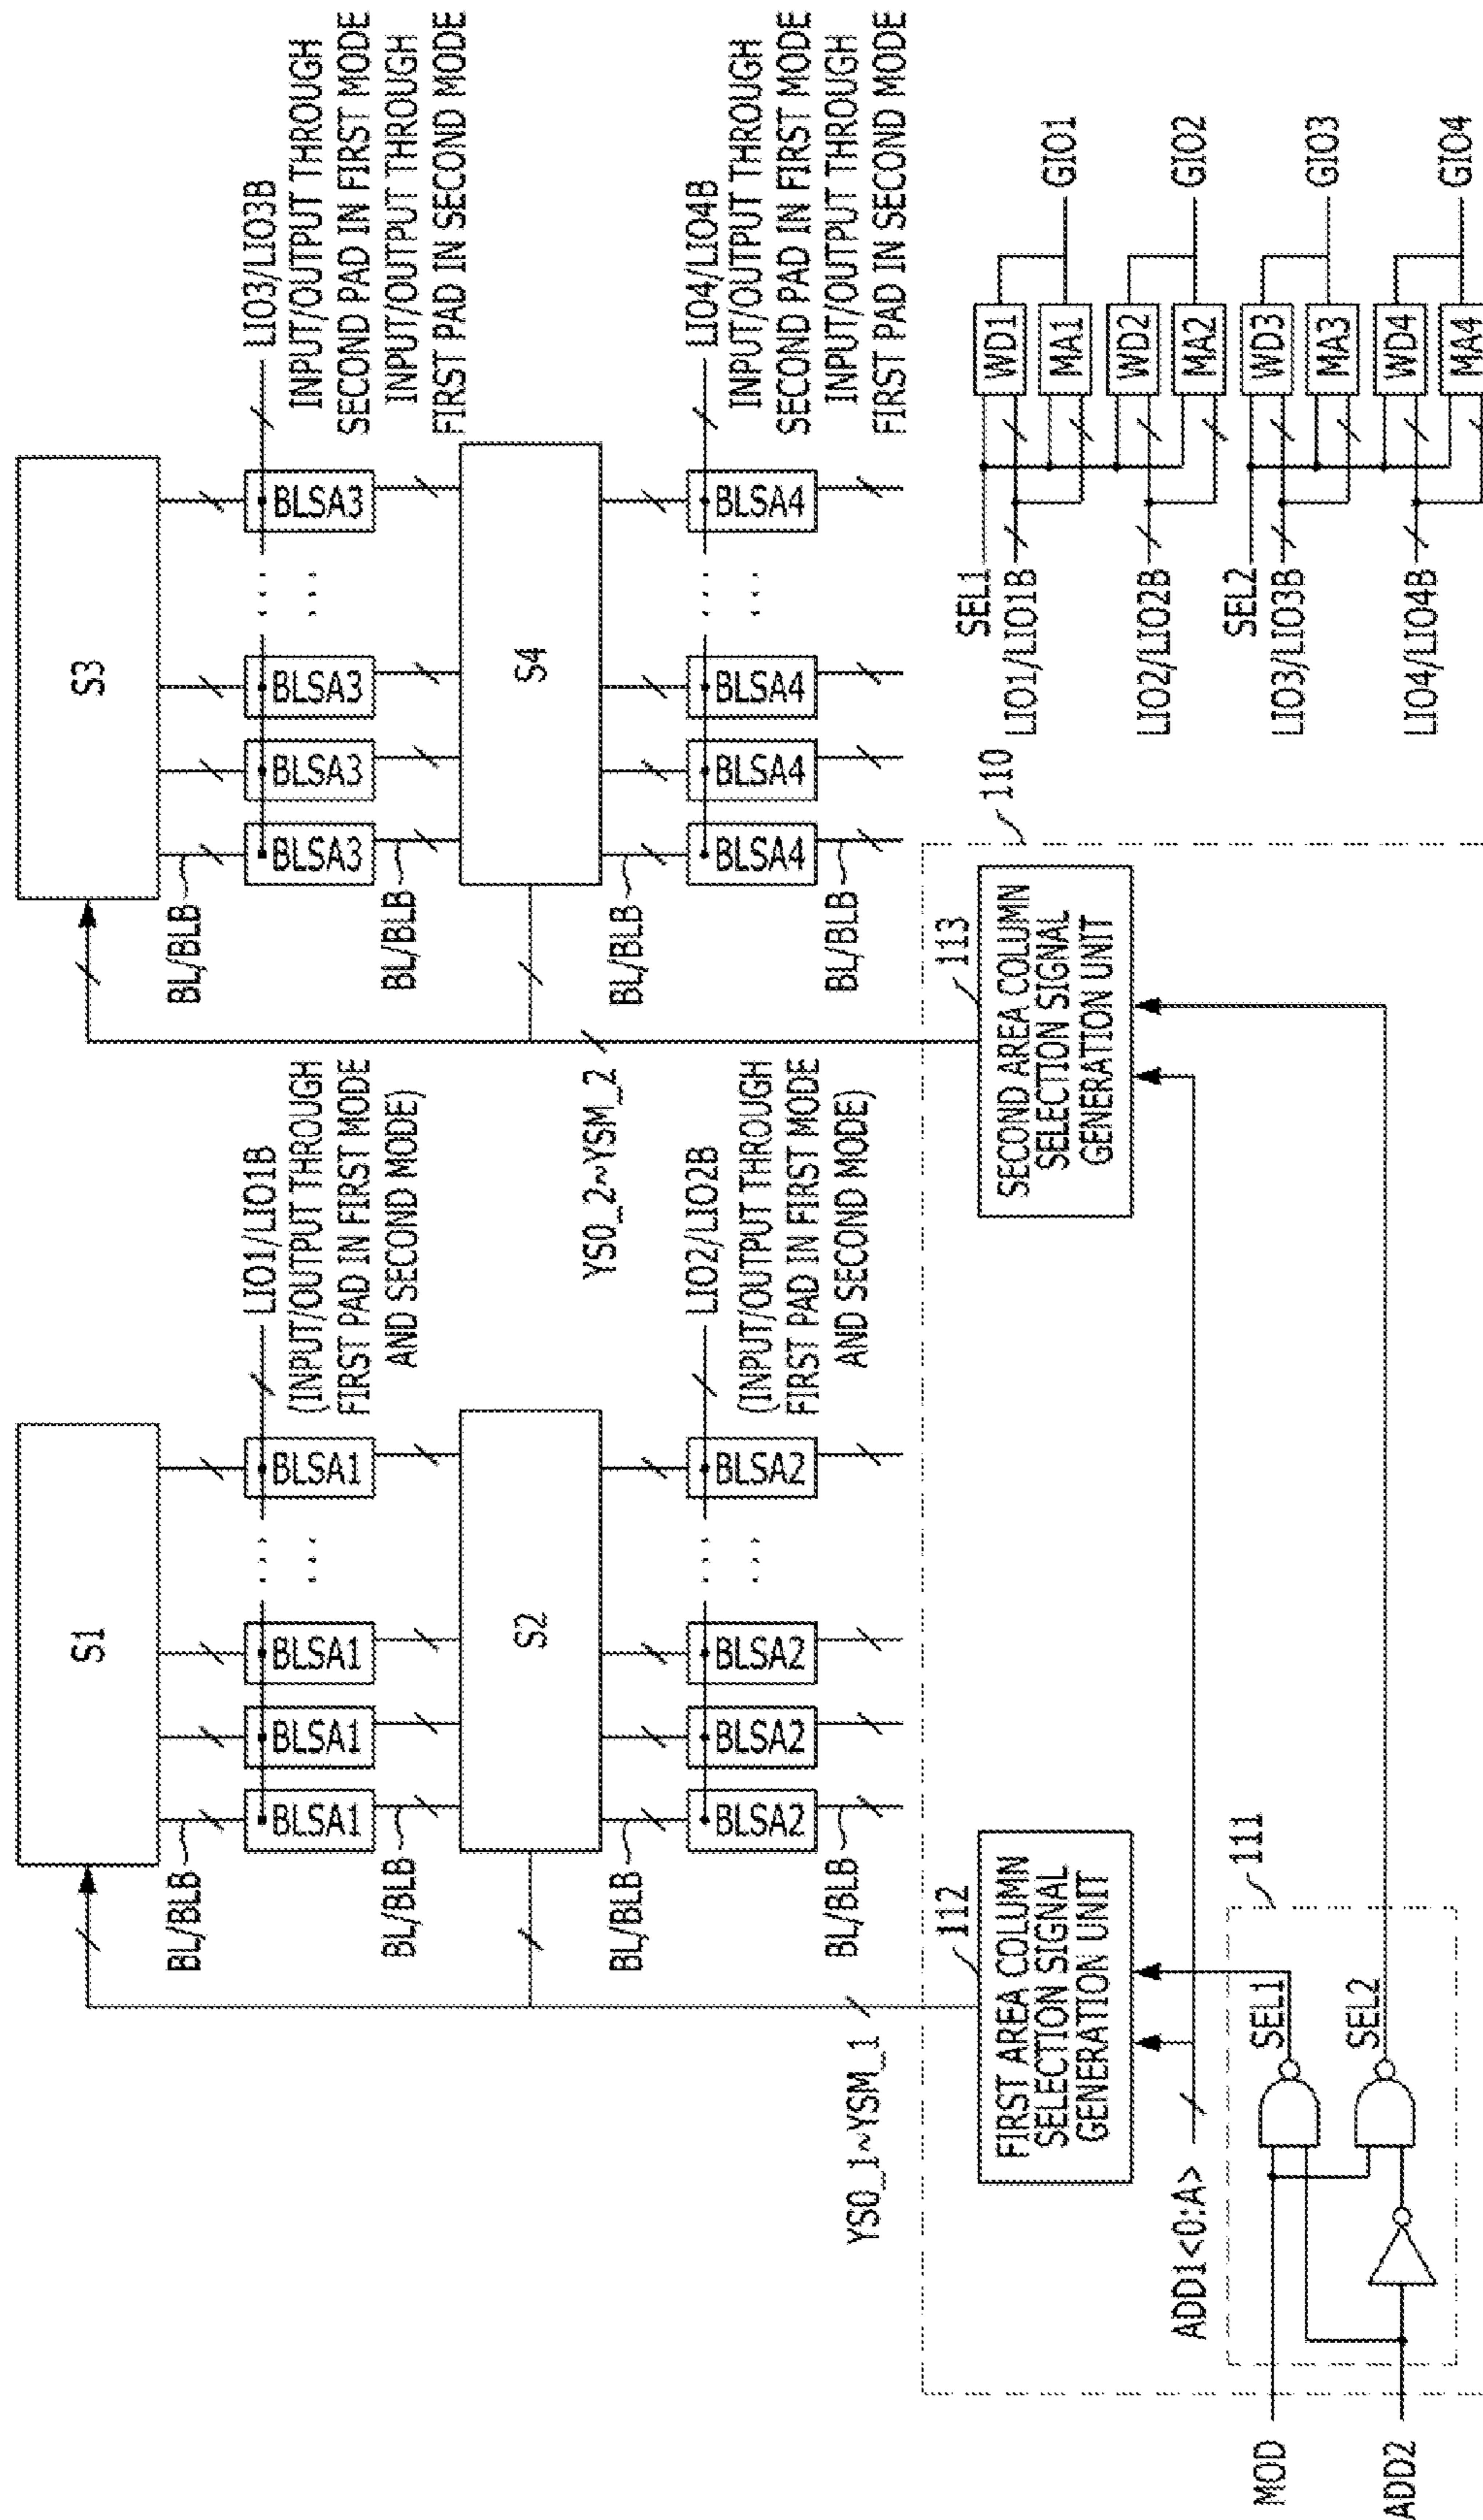 S1
S3
BL/BLB
BLSA1
BLSA1
BLSA1
. . .
BLSA1
LIO1/LIO1B
(INPUT/OUTPUT THROUGH
FIRST PAD IN FIRST MODE
AND SECOND MODE)
BL/BLB
BLSA3
BLSA3
BLSA3
. . .
BLSA3
LIO3/LIO3B
INPUT/OUTPUT THROUGH
SECOND PAD IN FIRST MODE
INPUT/OUTPUT THROUGH
FIRST PAD IN SECOND MODE
BL/BLB
BL/BLB
S2
S4
YS0_2~YSM_2
BL/BLB
BLSA2
BLSA2
BLSA2
. . .
BLSA2
LIO2/LIO2B
(INPUT/OUTPUT THROUGH
FIRST PAD IN FIRST MODE
AND SECOND MODE)
BL/BLB
BLSA4
BLSA4
BLSA4
. . .
BLSA4
LIO4/LIO4B
INPUT/OUTPUT THROUGH
SECOND PAD IN FIRST MODE
INPUT/OUTPUT THROUGH
FIRST PAD IN SECOND MODE
BL/BLB
BL/BLB
YS0_1~YSM_1
112
FIRST AREA COLUMN
SELECTION SIGNAL
GENERATION UNIT
113
SECOND AREA COLUMN
SELECTION SIGNAL
GENERATION UNIT
110
ADD1<0:A>
111
MOD
SEL1
SEL2
ADD2
SEL1
LIO1/LIO1B
WD1
MA1
GIO1
LIO2/LIO2B
WD2
MA2
GIO2
SEL2
LIO3/LIO3B
WD3
MA3
GIO3
LIO4/LIO4B
WD4
MA4
GIO4